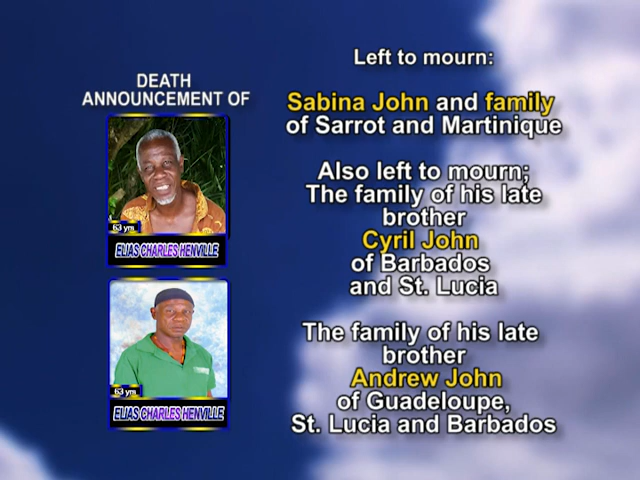 DEATH
ANNOUNCEMENT OF
63 yrs
ELIAS CHARLES HENVILLE
63 yrs
ELIAS CHARLES HENVILLE
Left to mourn:
Sabina John and family
of Sarrot and Martinique
Also left to mourn;
The family of his late
brother
Cyril John
of Barbados
and St. Lucia
The family of his late
brother
Andrew John
of Guadeloupe,
St. Lucia and Barbados